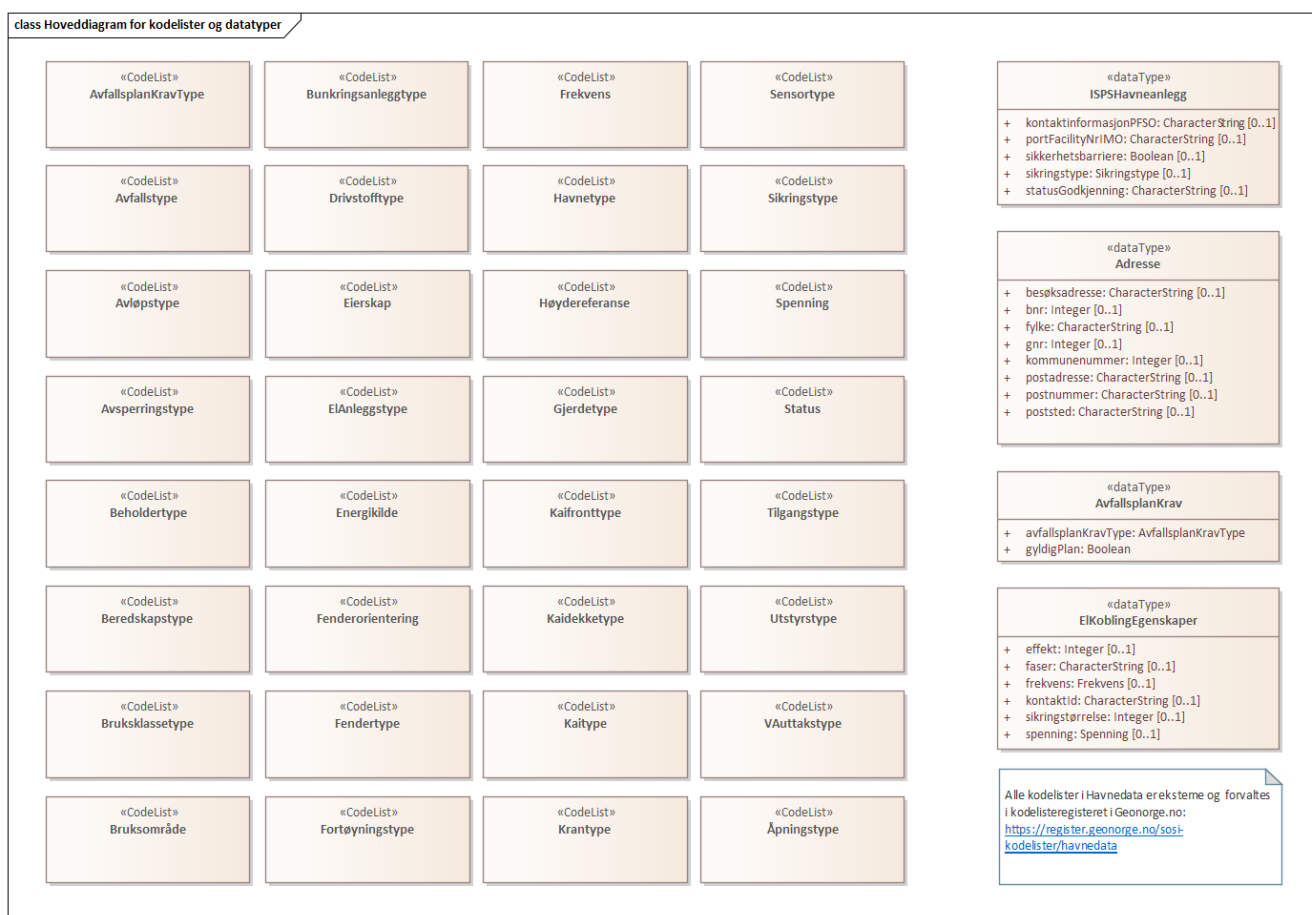 class Hoveddiagram for kodelister og datatyper
«CodeList»
AvfallsplanKravType
«CodeList»
Bunkringsanleggtype
«CodeList»
Frekvens
«CodeList»
Sensortype
«CodeList»
Avfallstype
«CodeList»
Drivstofftype
«CodeList»
Havnetype
«CodeList»
Sikringstype
«CodeList»
Avløpstype
«CodeList»
Eierskap
«CodeList»
Høydereferanse
«CodeList»
Spenning
«CodeList»
Avsperringstype
«CodeList»
ElAnleggstype
«CodeList»
Gjerdetype
«CodeList»
Status
«CodeList»
Beholdertype
«CodeList»
Energikilde
«CodeList»
Kaifronttype
«CodeList»
Tilgangstype
«CodeList»
Beredskapstype
«CodeList»
Fenderorientering
«CodeList»
Kaidekketype
«CodeList»
Utstyrstype
«CodeList»
Bruksklassetype
«CodeList»
Fendertype
«CodeList»
Kaitype
«CodeList»
VAuttakstype
«CodeList»
Bruksområde
«CodeList»
Fortøyningstype
«CodeList»
Krantype
«CodeList»
Åpningstype
«dataType»
ISPSHavneanlegg
+ kontaktinformasjonPFSO: CharacterString [0..1]
+ portFacilityNrIMO: CharacterString [0..1]
+ sikkerhetsbarriere: Boolean [0..1]
+ sikringstype: Sikringstype [0..1]
+ statusGodkjenning: CharacterString [0..1]
«dataType»
Adresse
+ besøksadresse: CharacterString [0..1]
+ bnr: Integer [0..1]
+ fylke: CharacterString [0..1]
+ gnr: Integer [0..1]
+ kommunenummer: Integer [0..1]
+ postadresse: CharacterString [0..1]
+ postnummer: CharacterString [0..1]
+ poststed: CharacterString [0..1]
«dataType»
AvfallsplanKrav
+ avfallsplanKravType: AvfallsplanKravType
+ gyldigPlan: Boolean
«dataType»
ElKoblingEgenskaper
+ effekt: Integer [0..1]
+ faser: CharacterString [0..1]
+ frekvens: Frekvens [0..1]
+ kontaktId: CharacterString [0..1]
+ sikringstørrelse: Integer [0..1]
+ spenning: Spenning [0..1]
Alle kodelister i Havnedata er eksterne og forvaltes
i kodelisteregisteret i Geonorge.no:
https://register.geonorge.no/sosi-
kodelister/havnedata